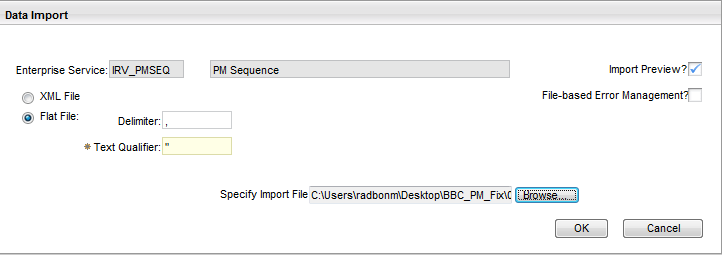 Data Import
Enterprise Service: IRV_PMSEQ PM Sequence Import Preview?
XML File File-based Error Management?
Flat File: Delimiter: ,
Text Qualifier: "
Specify Import File C:\Users\radbonm\Desktop\BBC_PM_Fix\ Browse...
OK Cancel